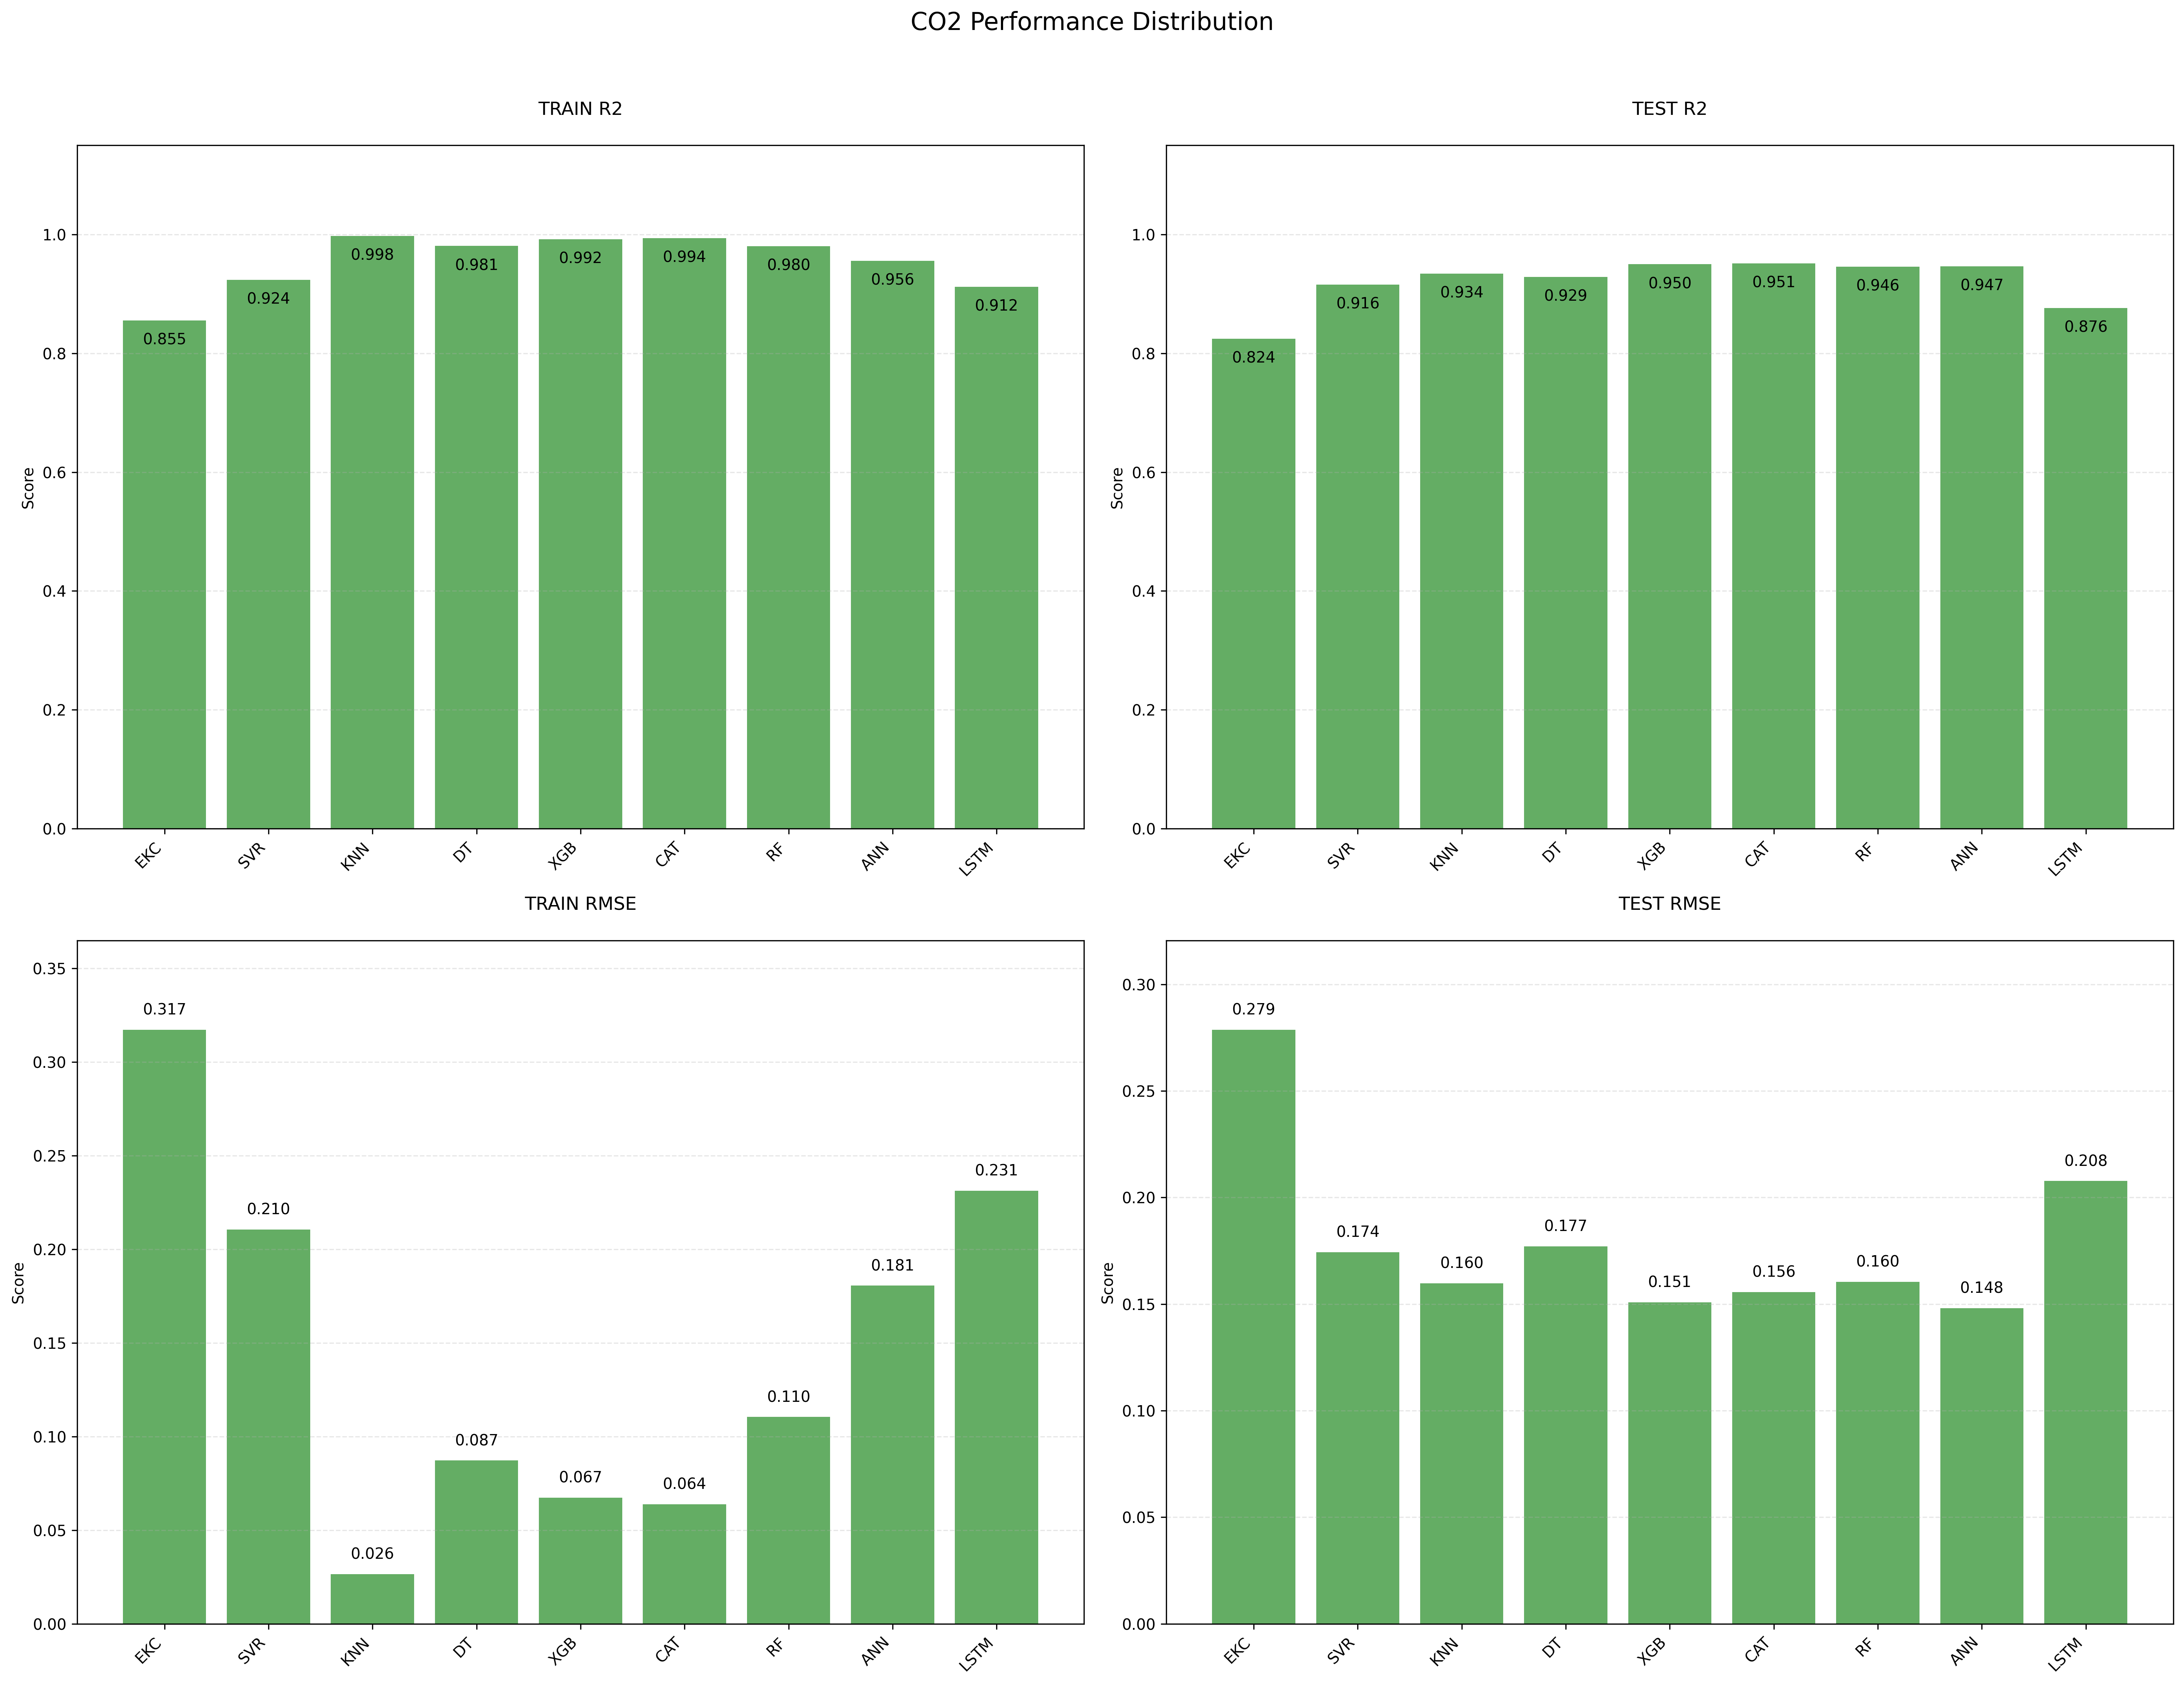 CO2 Performance Distribution
TRAIN R2
Score
1.0
0.8
0.6
0.4
0.2
0.0
0.855
0.924
0.998
0.981
0.992
0.994
0.980
0.956
0.912
EKC
SVR
KNN
DT
XGB
CAT
RF
ANN
LSTM
TEST R2
Score
1.0
0.8
0.6
0.4
0.2
0.0
0.824
0.916
0.934
0.929
0.950
0.951
0.946
0.947
0.876
EKC
SVR
KNN
DT
XGB
CAT
RF
ANN
LSTM
TRAIN RMSE
Score
0.35
0.30
0.25
0.20
0.15
0.10
0.05
0.00
0.317
0.210
0.026
0.087
0.067
0.064
0.110
0.181
0.231
EKC
SVR
KNN
DT
XGB
CAT
RF
ANN
LSTM
TEST RMSE
Score
0.30
0.25
0.20
0.15
0.10
0.05
0.00
0.279
0.174
0.160
0.177
0.151
0.156
0.160
0.148
0.208
EKC
SVR
KNN
DT
XGB
CAT
RF
ANN
LSTM